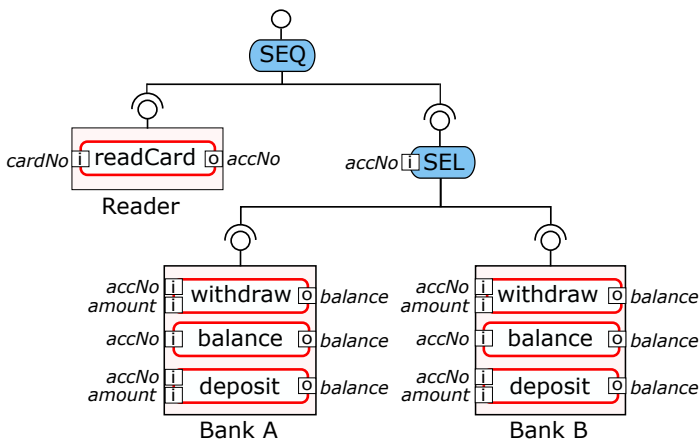 SEQ
cardNo i readCard o accNo
Reader
accNo i SEL
accNo i withdraw o balance
amount i
accNo i balance o balance
accNo i deposit o balance
amount i
Bank A
accNo i withdraw o balance
amount i
accNo i balance o balance
accNo i deposit o balance
amount i
Bank B